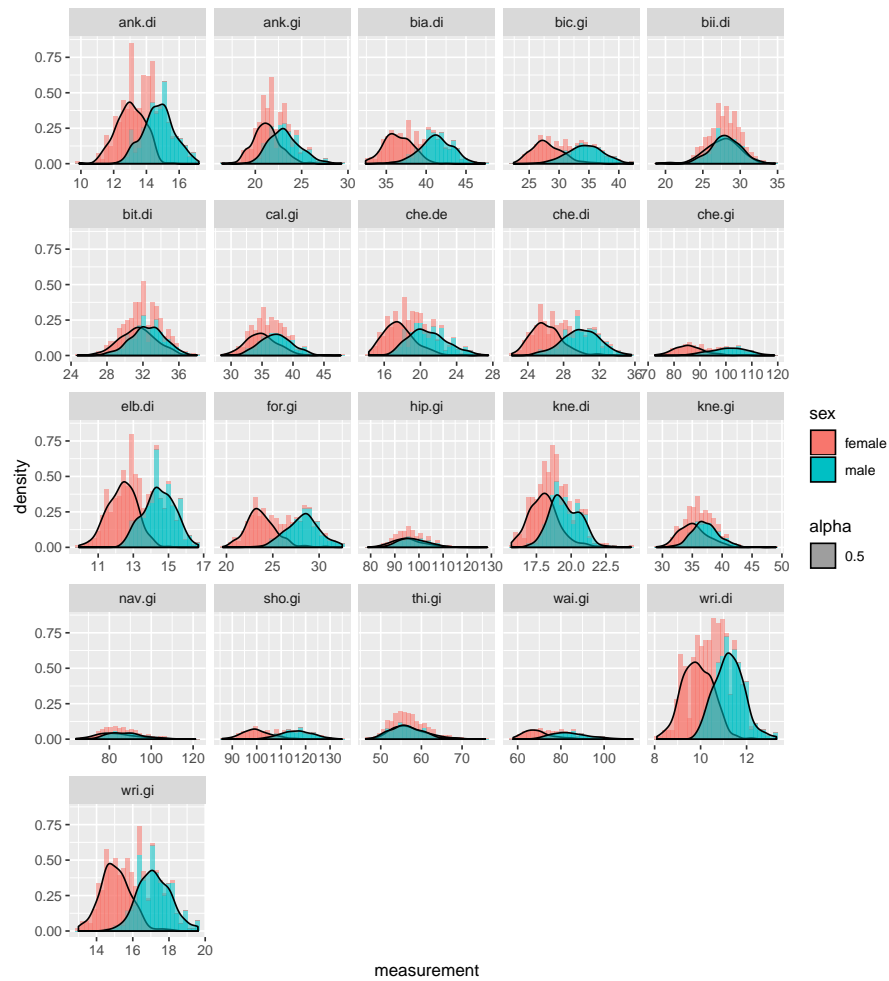 ank.di ank.gi bia.di bic.gi bii.di
0.75
0.50
0.25
0.00
10 12 14 16 20 25 30 35 40 45 25 30 35 40 20 25 30 35
bit.di cal.gi che.de che.di che.gi
0.75
0.50
0.25
0.00
24 28 32 36 30 35 40 45 16 20 24 28 24 28 32 36 70 80 90 100 110 120
elb.di for.gi hip.gi kne.di kne.gi
0.75
0.50
0.25
0.00
11 13 15 17 20 25 30 80 90 100 110 120 130 17.5 20.0 22.5 30 35 40 45 50
nav.gi sho.gi thi.gi wai.gi wri.di
0.75
0.50
0.25
0.00
80 100 120 90 100 110 120 130 50 60 70 60 80 100 8 10 12
wri.gi
0.75
0.50
0.25
0.00
14 16 18 20
measurement
density
sex
female
male
alpha
0.5